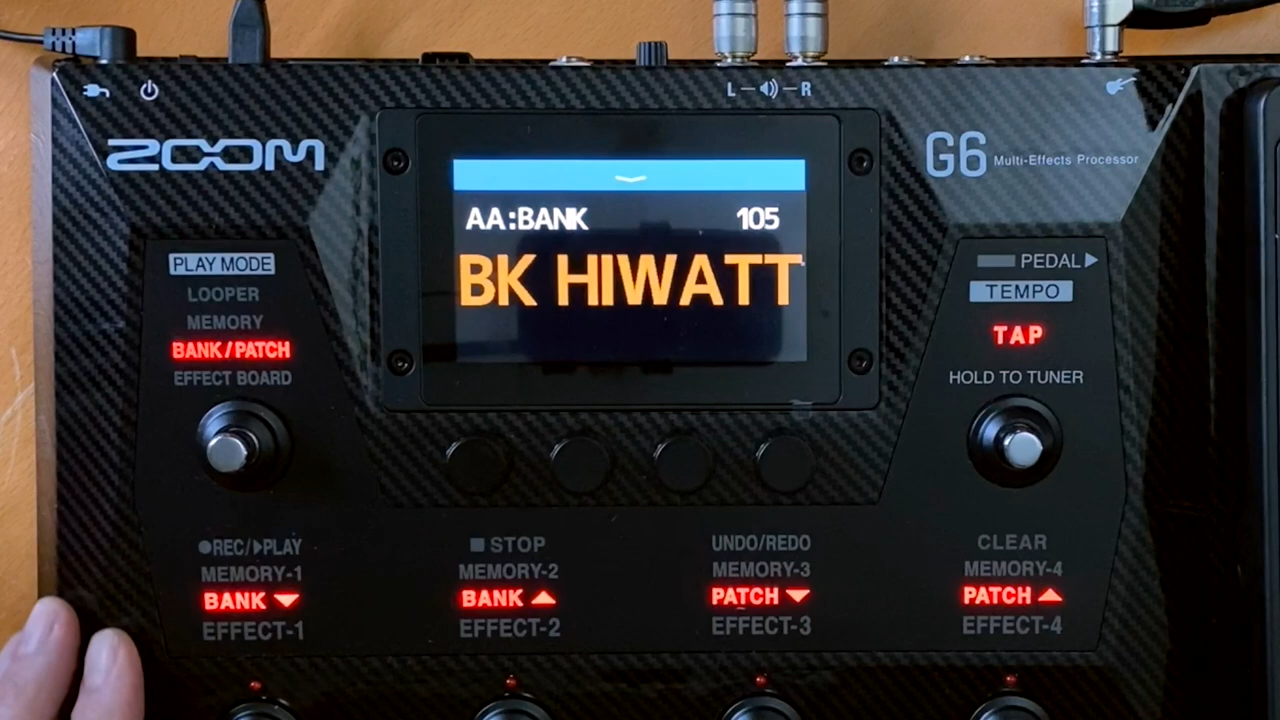 L R
ZOOM
G6 Multi-Effects Processor
AA:BANK 105
BK HIWATT
PLAY MODE
LOOPER
MEMORY
BANK/PATCH
EFFECT BOARD
PEDAL
TEMPO
TAP
HOLD TO TUNER
REC/PLAY
MEMORY-1
BANK
EFFECT-1
STOP
MEMORY-2
BANK
EFFECT-2
UNDO/REDO
MEMORY-3
PATCH
EFFECT-3
CLEAR
MEMORY-4
PATCH
EFFECT-4